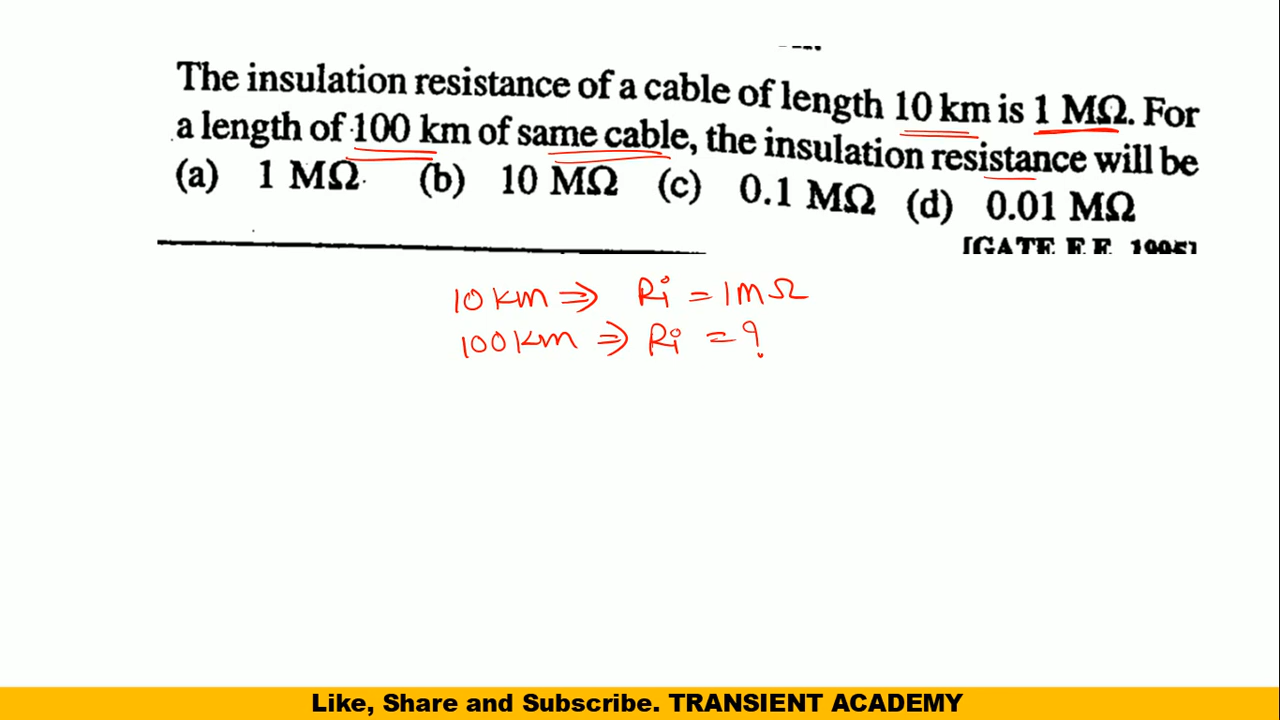 The insulation resistance of a cable of length 10 km is 1 MΩ. For
a length of 100 km of same cable, the insulation resistance will be
(a) 1 MΩ (b) 10 MΩ (c) 0.1 MΩ (d) 0.01 MΩ
[GATE E.E. 1995]
10 km ⇒ Ri = 1 m Ω
100 km ⇒ Ri = ?
Like, Share and Subscribe. TRANSIENT ACADEMY